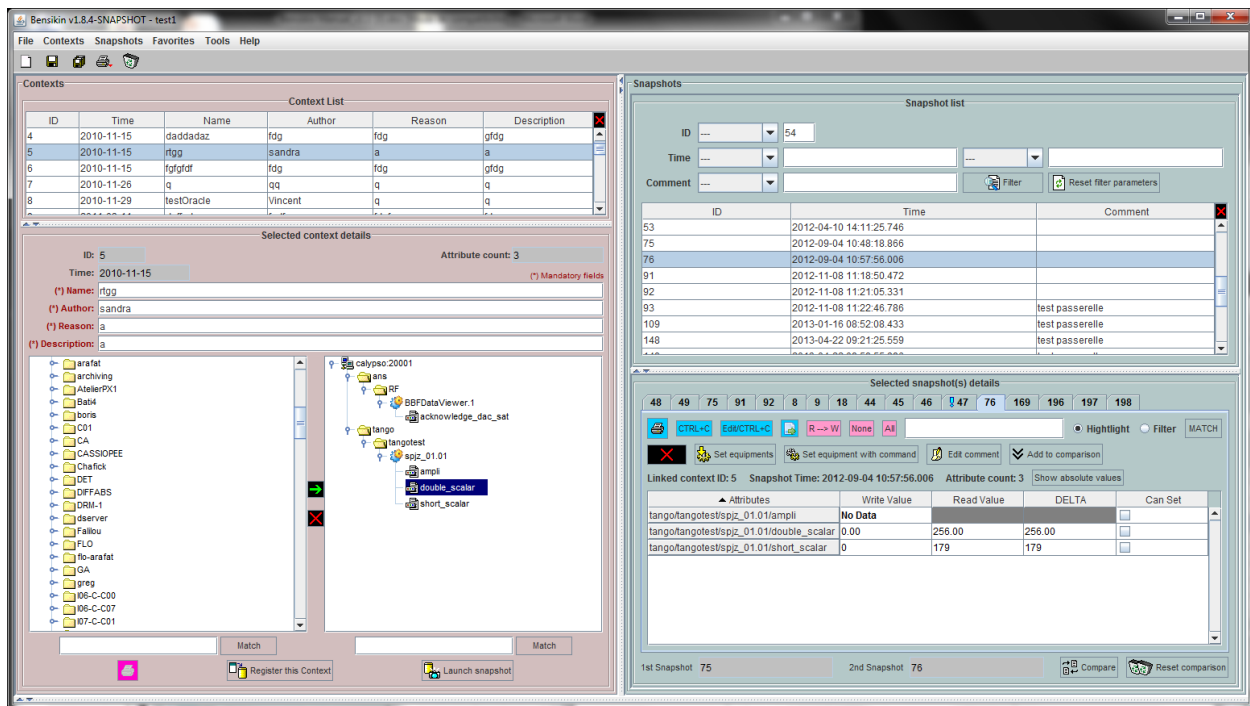 Bensikin v1.8.4-SNAPSHOT - test1
File Contexts Snapshots Favorites Tools Help
Contexts
Context List
ID Time Name Author Reason Description
4 2010-11-15 daddadaz fdg fdg gfdg
5 2010-11-15 rtgg sandra a a
6 2010-11-15 fgfgfdf fdg fdg gfdg
7 2010-11-26 q qq q q
8 2010-11-29 testOracle Vincent q q
Selected context details
ID: 5 Attribute count: 3
Time: 2010-11-15 (*) Mandatory fields
(*) Name: rtgg
(*) Author: sandra
(*) Reason: a
(*) Description: a
arafat
archiving
AtelierPX1
Bati4
boris
C01
CA
CASSIOPEE
Chafick
DET
DIFFABS
DRM-1
dserver
Falilou
FLO
flo-arafat
GA
greg
I06-C-C00
I06-C-C07
I07-C-C01
calypso:20001
ans
RF
BBFDataViewer.1
acknowledge_dac_sat
tango
tangotest
spjz_01.01
ampli
double_scalar
short_scalar
Match Match
Register this Context Launch snapshot
Snapshots
Snapshot list
ID --- 54
Time --- ---
Comment --- Filter Reset filter parameters
ID Time Comment
53 2012-04-10 14:11:25.746
75 2012-09-04 10:48:18.866
76 2012-09-04 10:57:56.006
91 2012-11-08 11:18:50.472
92 2012-11-08 11:21:05.331
93 2012-11-08 11:22:46.786 test passerelle
109 2013-01-16 08:52:08.433 test passerelle
148 2013-04-22 09:21:25.559 test passerelle
Selected snapshot(s) details
48 49 75 91 92 8 9 18 44 45 46 47 76 169 196 197 198
CTRL+C Edit/CTRL+C R --> W None All Hightlight Filter MATCH
Set equipments Set equipment with command Edit comment Add to comparison
Linked context ID: 5 Snapshot Time: 2012-09-04 10:57:56.006 Attribute count: 3 Show absolute values
Attributes Write Value Read Value DELTA Can Set
tango/tangotest/spjz_01.01/ampli No Data
tango/tangotest/spjz_01.01/double_scalar 0.00 256.00 256.00
tango/tangotest/spjz_01.01/short_scalar 0 179 179
1st Snapshot 75 2nd Snapshot 76 Compare Reset comparison